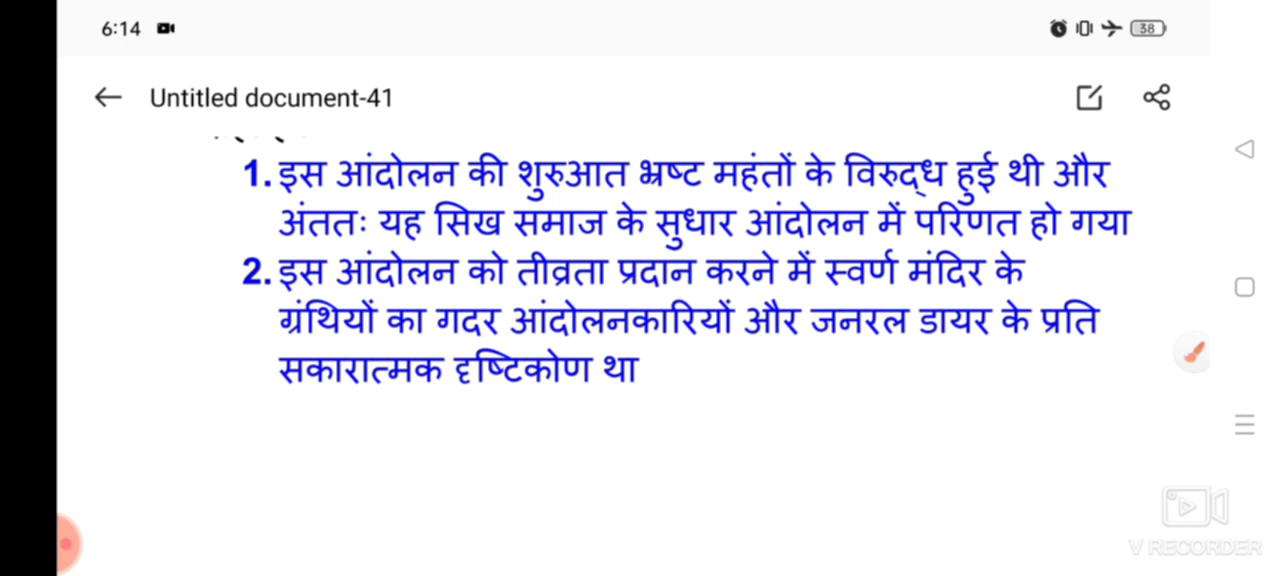 6:14
38
Untitled document-41
1. इस आंदोलन की शुरुआत भ्रष्ट महंतों के विरुद्ध हुई थी और
अंततः यह सिख समाज के सुधार आंदोलन में परिणत हो गया
2. इस आंदोलन को तीव्रता प्रदान करने में स्वर्ण मंदिर के
ग्रंथियों का गदर आंदोलनकारियों और जनरल डायर के प्रति
सकारात्मक दृष्टिकोण था
V RECORDER